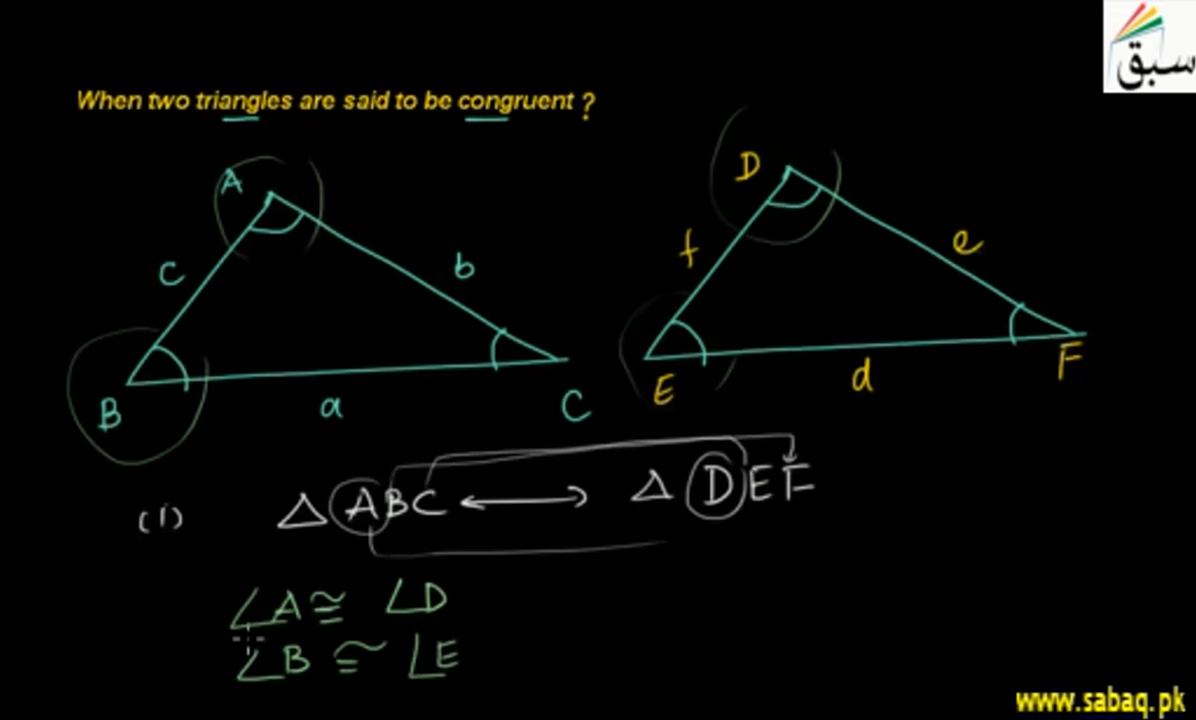 سبق
When two triangles are said to be congruent ?
A
D
c
b
f
e
B
a
C
E
d
F
(1) △ABC ⟷ △DEF
∠A ≅ ∠D
∠B ≅ ∠E
www.sabaq.pk